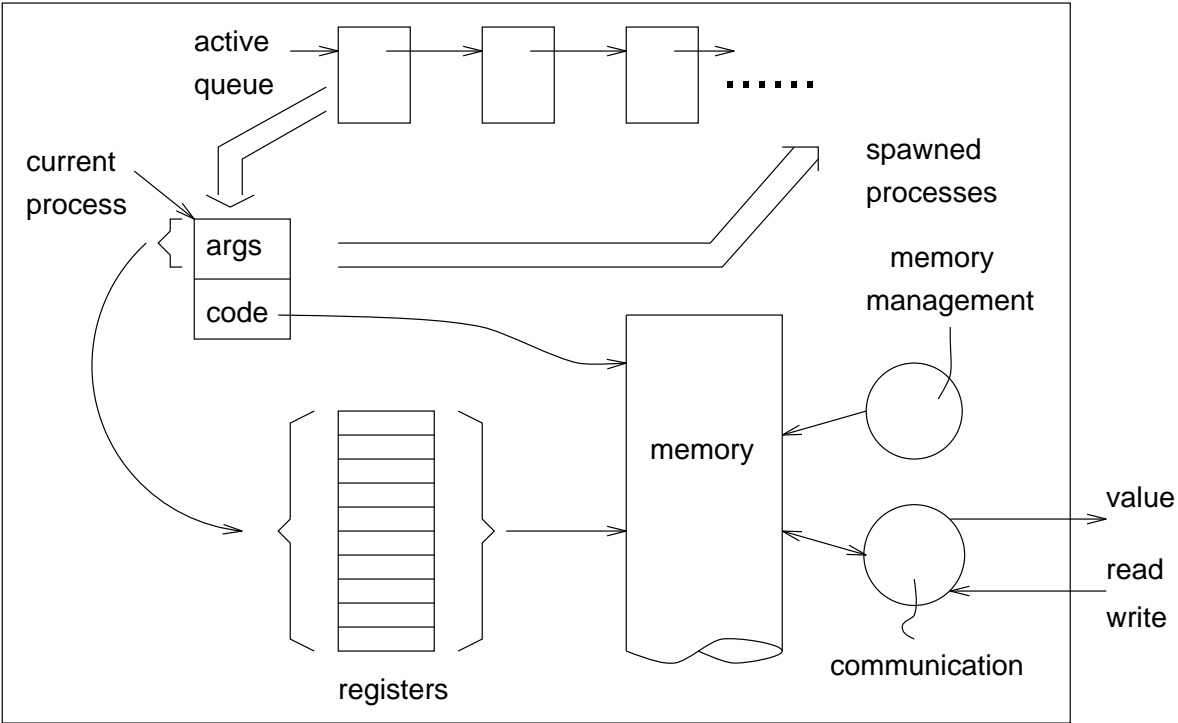 active
queue
current
process
spawned
processes
args
memory
management
code
memory
value
read
write
communication
registers